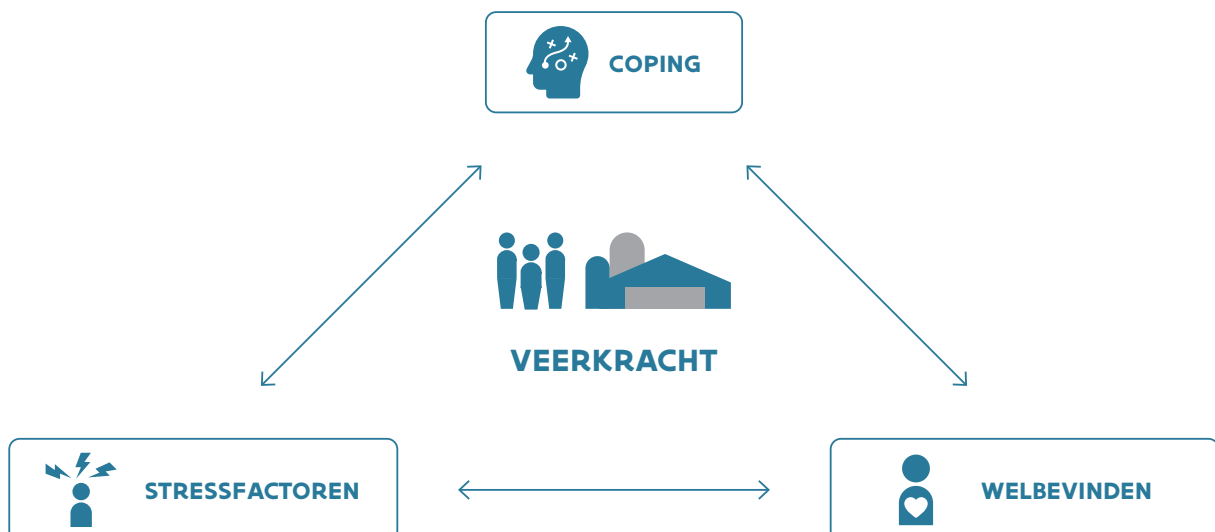 COPING
VEERKRACHT
STRESSFACTOREN
WELBEVINDEN